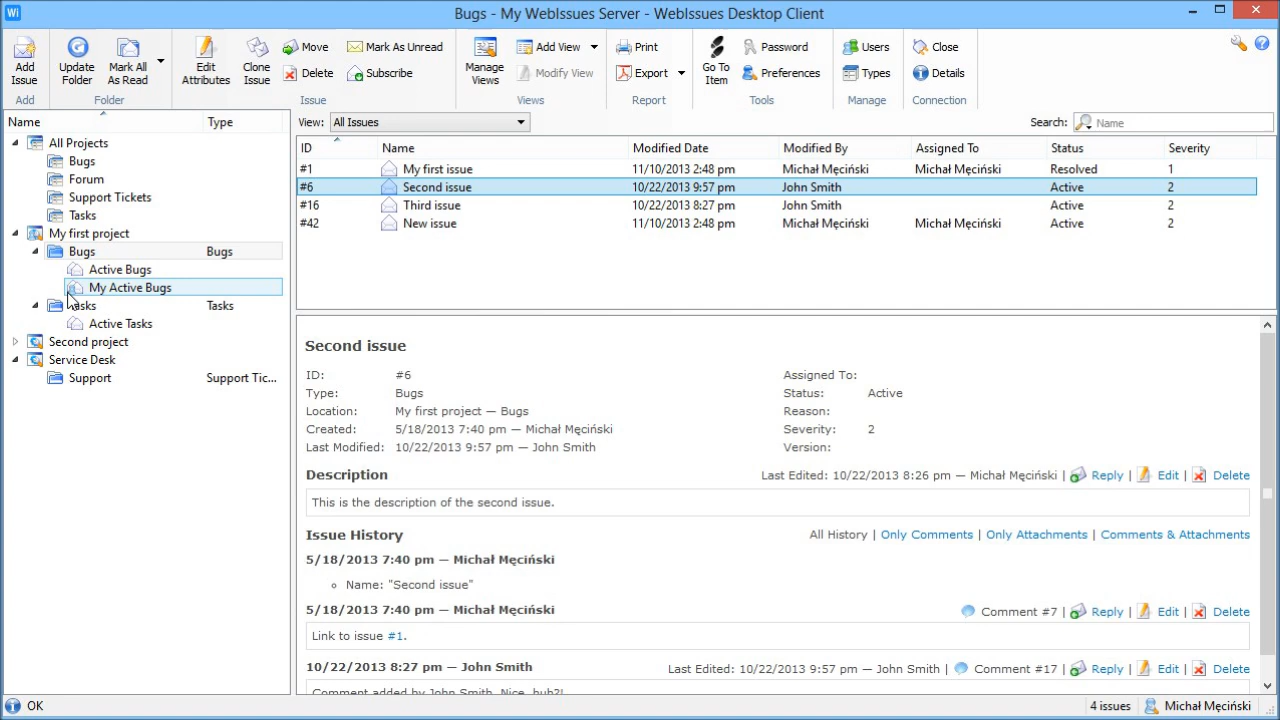 Wi
Bugs - My WebIssues Server - WebIssues Desktop Client
Add Issue
Update Folder
Mark All As Read
Edit Attributes
Clone Issue
Move
Delete
Mark As Unread
Subscribe
Manage Views
Add View
Modify View
Print
Export
Go To Item
Password
Preferences
Users
Types
Close
Details
Add Folder Issue Views Report Tools Manage Connection
Name Type
All Projects
Bugs
Forum
Support Tickets
Tasks
My first project
Bugs Bugs
Active Bugs
My Active Bugs
Tasks
Active Tasks
Second project
Service Desk
Support Support Tic...
View: All Issues Search: Name
ID Name Modified Date Modified By Assigned To Status Severity
#1 My first issue 11/10/2013 2:48 pm Michał Męciński Michał Męciński Resolved 1
#6 Second issue 10/22/2013 9:57 pm John Smith Active 2
#16 Third issue 10/22/2013 8:27 pm John Smith Active 2
#42 New issue 11/10/2013 2:48 pm Michał Męciński Michał Męciński Active 2
Second issue
ID: #6 Assigned To:
Type: Bugs Status: Active
Location: My first project — Bugs Reason:
Created: 5/18/2013 7:40 pm — Michał Męciński Severity: 2
Last Modified: 10/22/2013 9:57 pm — John Smith Version:
Description Last Edited: 10/22/2013 8:26 pm — Michał Męciński | Reply | Edit | Delete
This is the description of the second issue.
Issue History All History | Only Comments | Only Attachments | Comments & Attachments
5/18/2013 7:40 pm — Michał Męciński
Name: "Second issue"
5/18/2013 7:40 pm — Michał Męciński Comment #7 | Reply | Edit | Delete
Link to issue #1.
10/22/2013 8:27 pm — John Smith Last Edited: 10/22/2013 9:57 pm — John Smith | Comment #17 | Reply | Edit | Delete
Comment added by John Smith. Nice, huh?!
OK 4 issues Michał Męciński